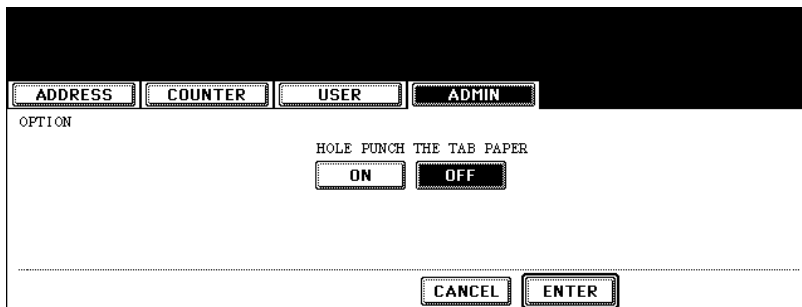 ADDRESS COUNTER USER ADMIN
OPTION
HOLE PUNCH THE TAB PAPER
ON OFF
CANCEL ENTER